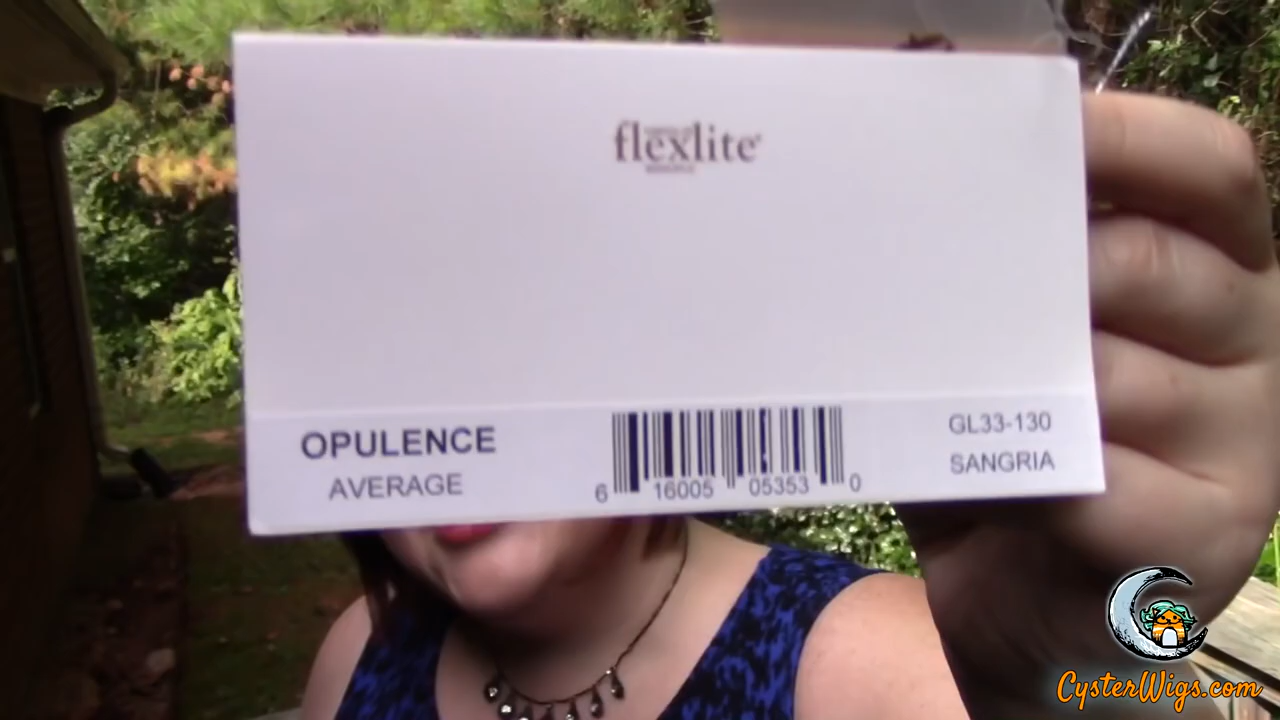 flexlite®
OPULENCE
AVERAGE
6 16005 05353 0
GL33-130
SANGRIA
CysterWigs.com